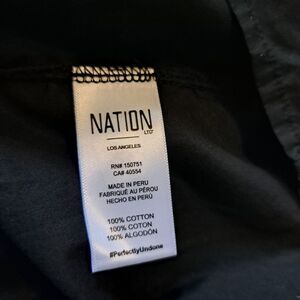 NATION
LTD
LOS ANGELES
RN# 150751
CA# 40554
MADE IN PERU
FABRIQUÉ AU PÉROU
HECHO EN PERÚ
100% COTTON
100% COTON
100% ALGODÓN
#PerfectlyUndone